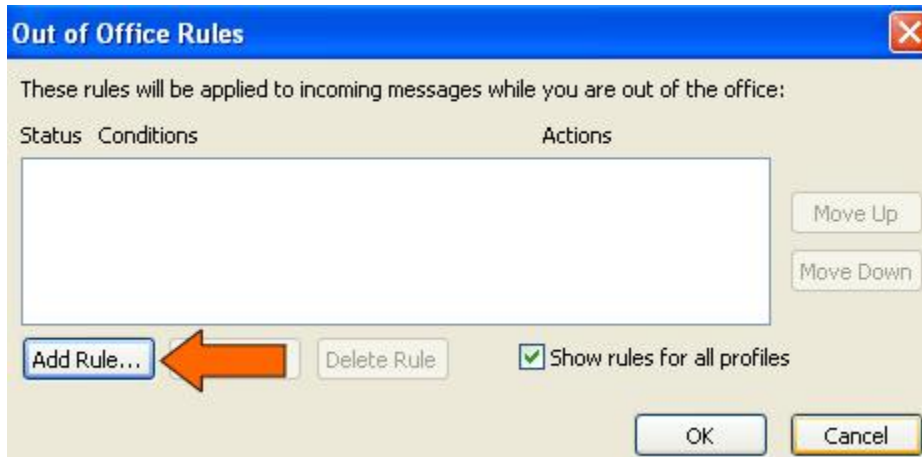 Out of Office Rules
These rules will be applied to incoming messages while you are out of the office:
Status Conditions Actions
Move Up
Move Down
Add Rule... Delete Rule Show rules for all profiles
OK Cancel